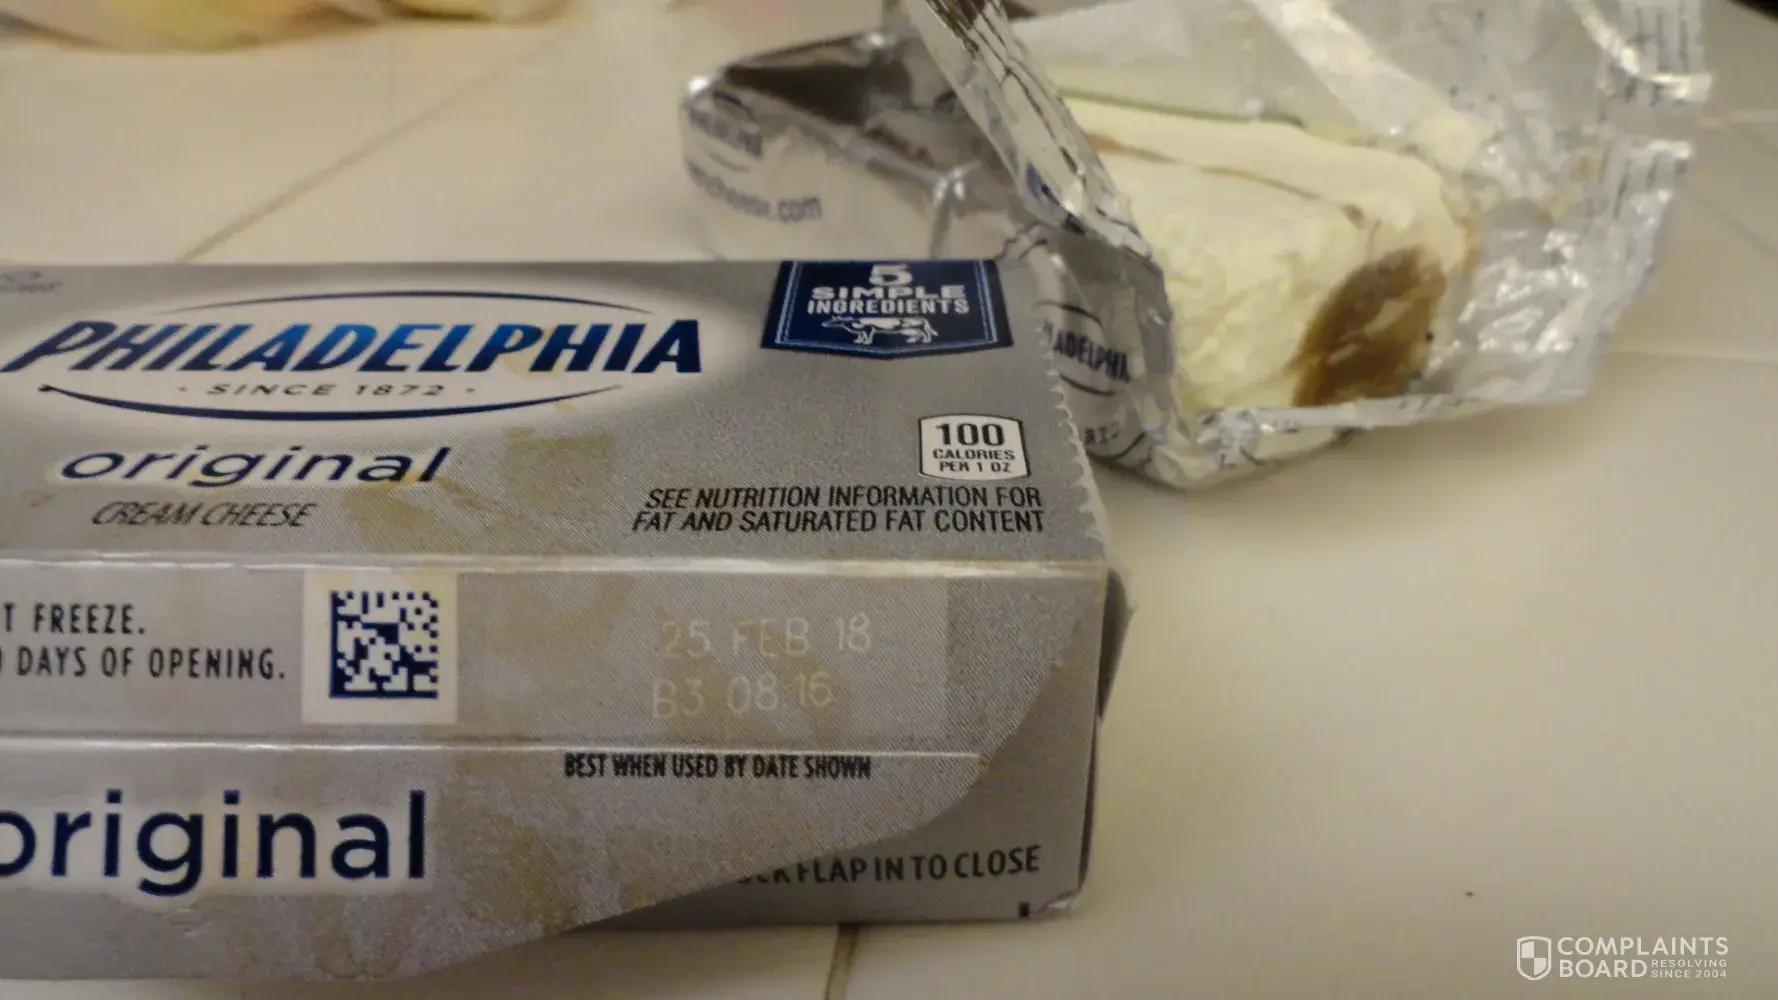 PHILADELPHIA
· SINCE 1872 ·
original
CREAM CHEESE
5
SIMPLE
INGREDIENTS
100
CALORIES
PER 1 OZ
SEE NUTRITION INFORMATION FOR
FAT AND SATURATED FAT CONTENT
T FREEZE.
DAYS OF OPENING.
25 FEB 18
B3 08:16
BEST WHEN USED BY DATE SHOWN
original
FLAP IN TO CLOSE
ADELPHIA
.com
COMPLAINTS
BOARD RESOLVING
SINCE 2004